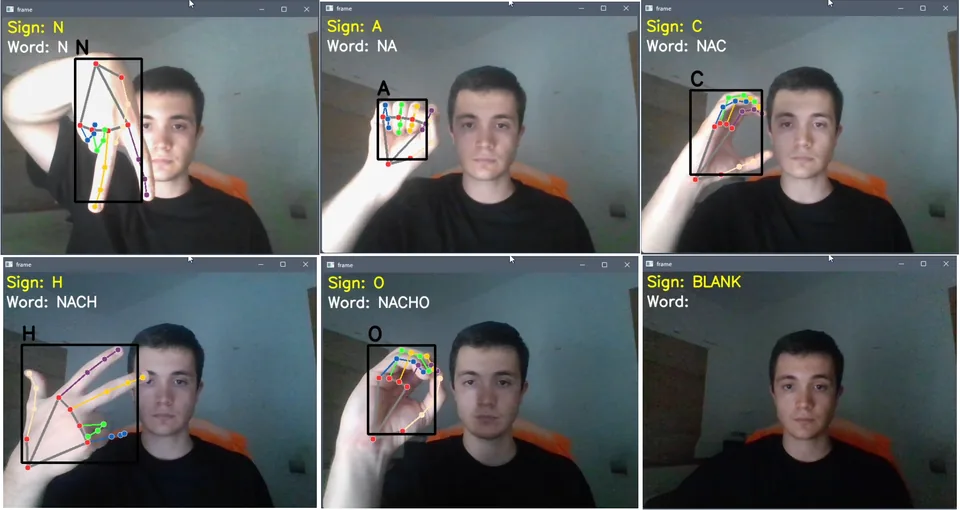 frame
Sign: N
Word: N
N
frame
Sign: A
Word: NA
A
frame
Sign: C
Word: NAC
C
frame
Sign: H
Word: NACH
H
frame
Sign: O
Word: NACHO
O
frame
Sign: BLANK
Word: